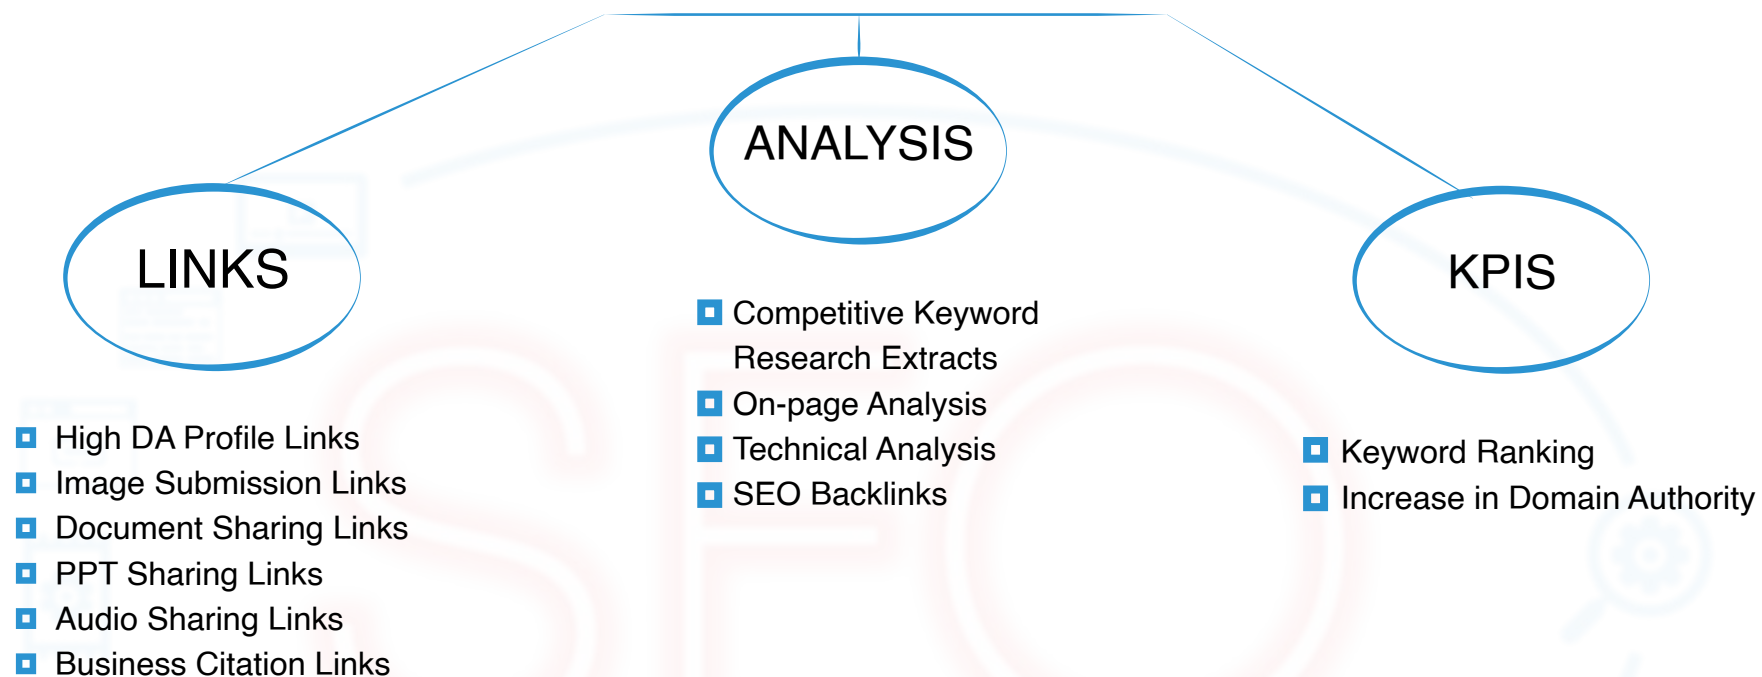 ANALYSIS
LINKS
KPIS
Competitive Keyword
Research Extracts
On-page Analysis
Technical Analysis
SEO Backlinks
High DA Profile Links
Image Submission Links
Document Sharing Links
PPT Sharing Links
Audio Sharing Links
Business Citation Links
Keyword Ranking
Increase in Domain Authority
SEO